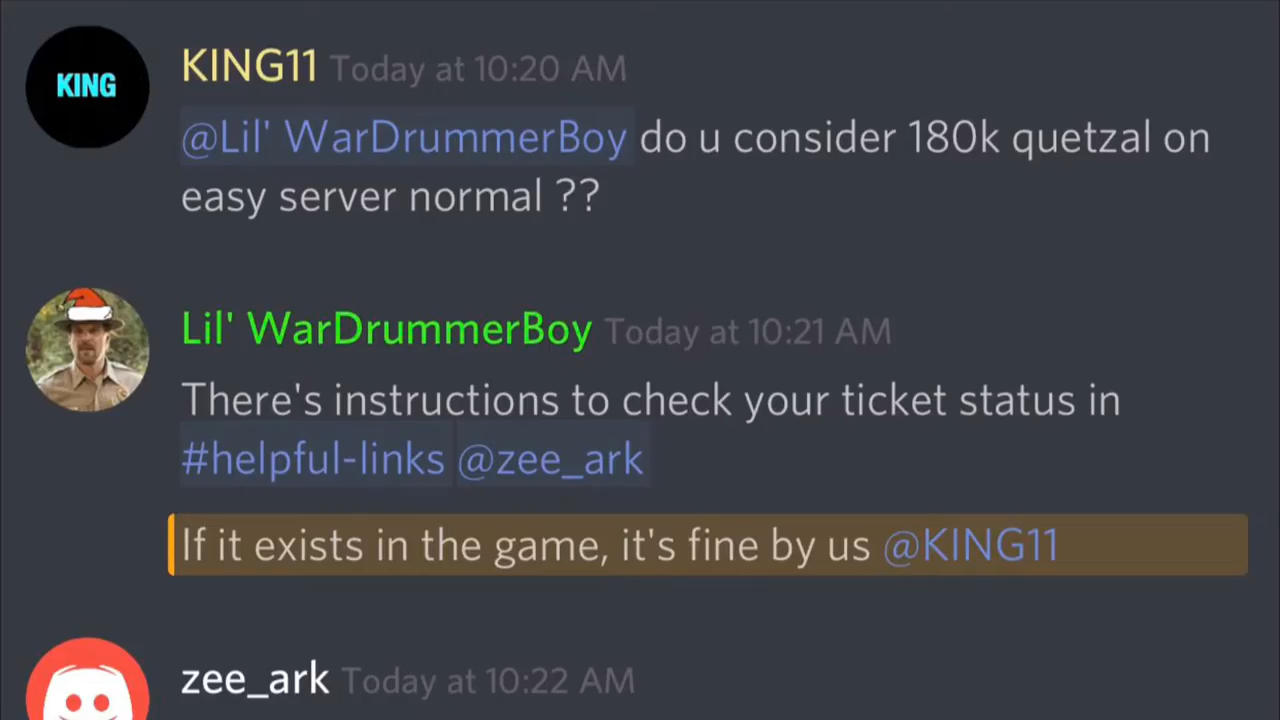 KING
KING11 Today at 10:20 AM
@Lil' WarDrummerBoy do u consider 180k quetzal on
easy server normal ??
Lil' WarDrummerBoy Today at 10:21 AM
There's instructions to check your ticket status in
#helpful-links @zee_ark
If it exists in the game, it's fine by us @KING11
zee_ark Today at 10:22 AM